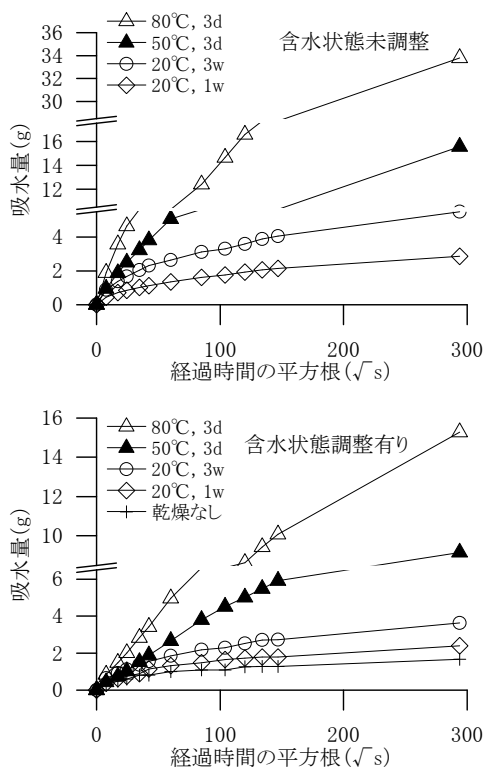 80℃, 3d
50℃, 3d
20℃, 3w
20℃, 1w
含水状態未調整
吸水量(g)
36
34
32
30
16
14
12
4
2
0
0
100
200
300
経過時間の平方根(√s)
80℃, 3d
50℃, 3d
20℃, 3w
20℃, 1w
乾燥なし
含水状態調整有り
吸水量(g)
16
14
12
10
6
4
2
0
0
100
200
300
経過時間の平方根(√s)